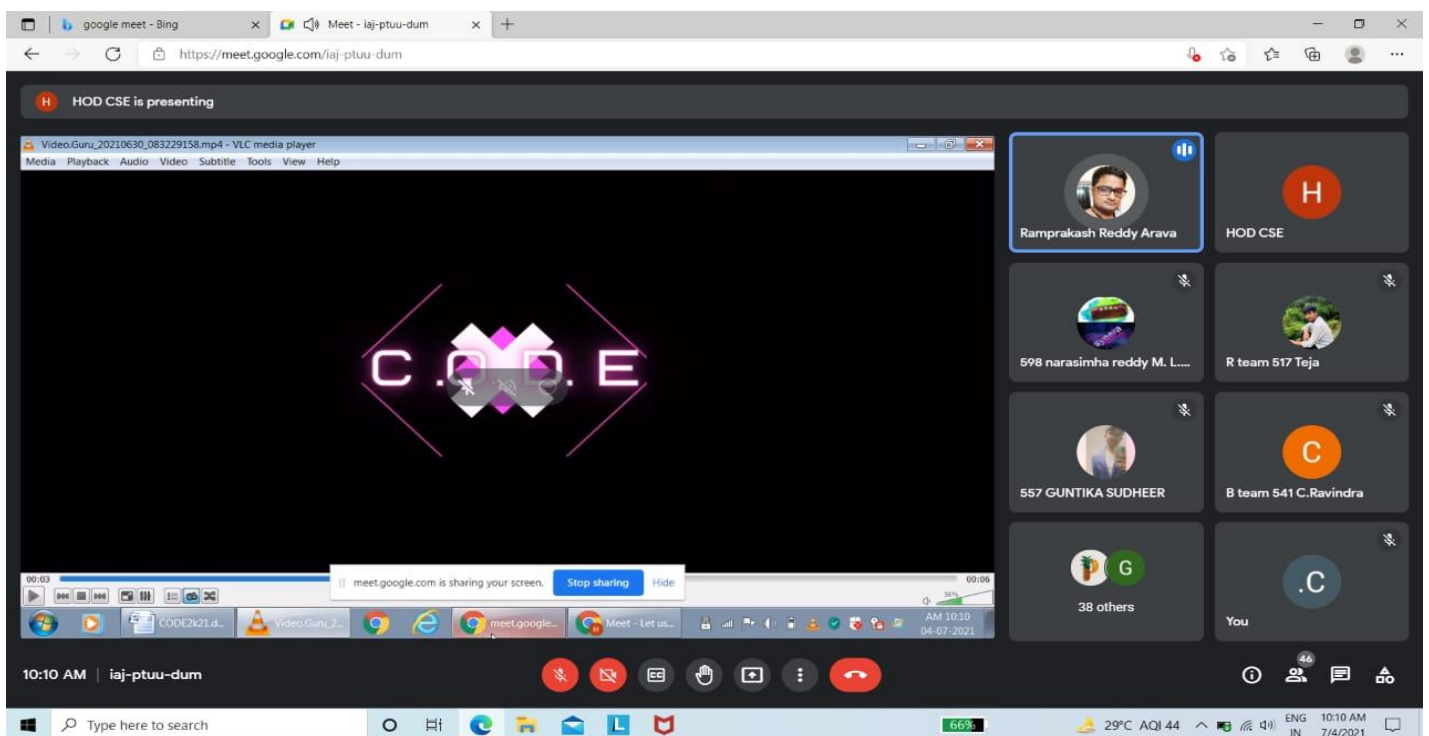 google meet - Bing
Meet - iaj-ptuu-dum
https://meet.google.com/iaj-ptuu-dum
H HOD CSE is presenting
Video.Guru_20210630_083229158.mp4 - VLC media player
Media Playback Audio Video Subtitle Tools View Help
C.O.D.E
00:03
00:06
56%
meet.google.com is sharing your screen. Stop sharing Hide
CODE2k21.d... Video.Guru_2... meet.google... Meet - Let us...
AM 10:10
04-07-2021
Ramprakash Reddy Arava
H
HOD CSE
598 narasimha reddy M. L....
R team 517 Teja
557 GUNTIKA SUDHEER
C
B team 541 C.Ravindra
G
38 others
.C
You
10:10 AM | iaj-ptuu-dum
46
Type here to search
66%
29°C AQI 44
ENG
IN
10:10 AM
7/4/2021